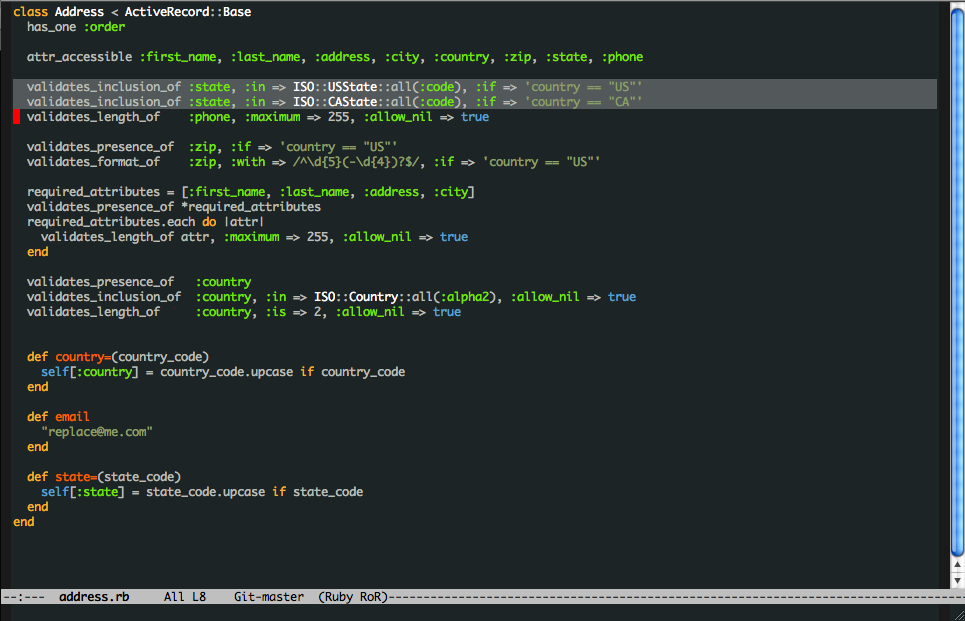 class Address < ActiveRecord::Base
  has_one :order

  attr_accessible :first_name, :last_name, :address, :city, :country, :zip, :state, :phone

  validates_inclusion_of :state, :in => ISO::USState::all(:code), :if => 'country == "US"'
  validates_inclusion_of :state, :in => ISO::CAState::all(:code), :if => 'country == "CA"'
  validates_length_of    :phone, :maximum => 255, :allow_nil => true

  validates_presence_of  :zip, :if => 'country == "US"'
  validates_format_of    :zip, :with => /^\d{5}(-\d{4})?$/, :if => 'country == "US"'

  required_attributes = [:first_name, :last_name, :address, :city]
  validates_presence_of *required_attributes
  required_attributes.each do |attr|
    validates_length_of attr, :maximum => 255, :allow_nil => true
  end

  validates_presence_of   :country
  validates_inclusion_of  :country, :in => ISO::Country::all(:alpha2), :allow_nil => true
  validates_length_of     :country, :is => 2, :allow_nil => true

  def country=(country_code)
    self[:country] = country_code.upcase if country_code
  end

  def email
    "replace@me.com"
  end

  def state=(state_code)
    self[:state] = state_code.upcase if state_code
  end
end
--:---  address.rb     All L8    Git-master  (Ruby RoR)--------------------------------------------------------------------------------